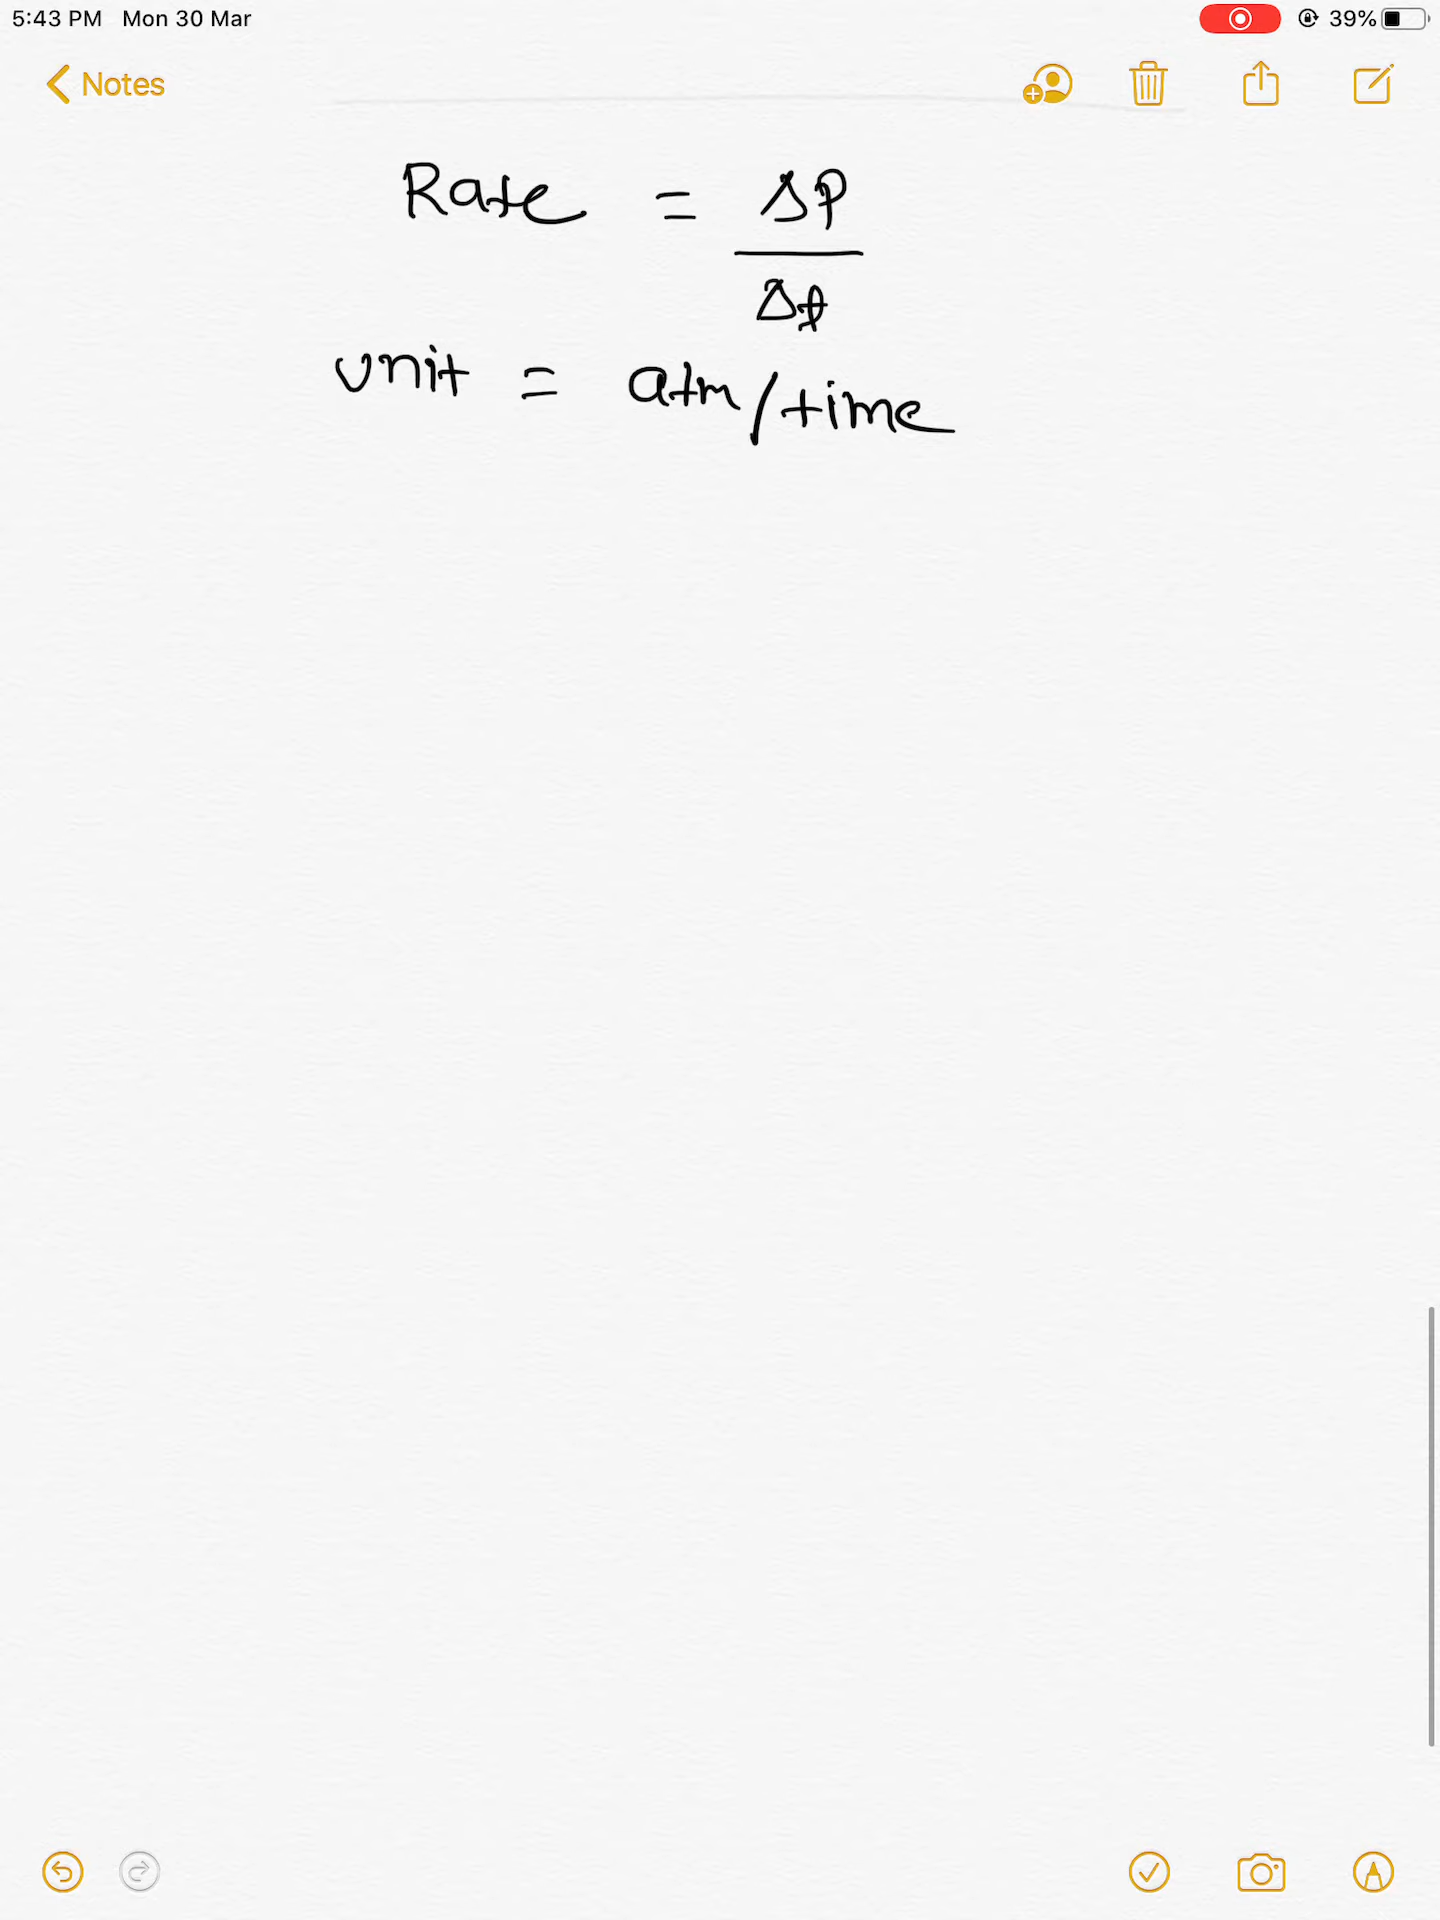 5:43 PM Mon 30 Mar 39%
Notes
Rate = ΔP
Δt
unit = atm/time